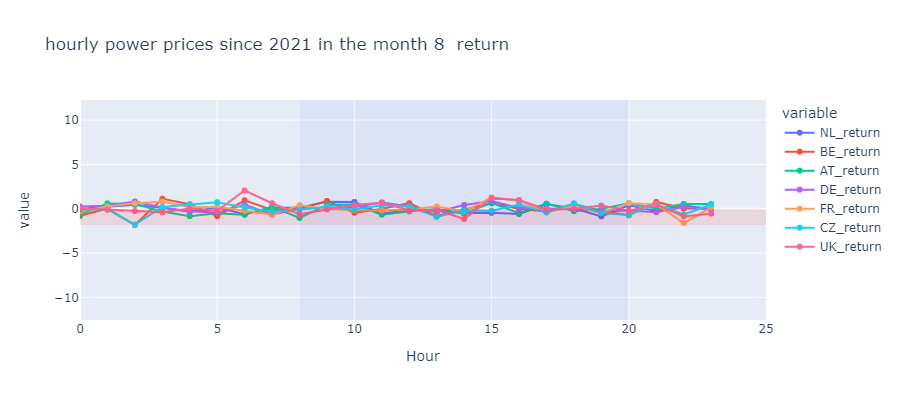 hourly power prices since 2021 in the month 8  return
variable
NL_return
BE_return
AT_return
DE_return
FR_return
CZ_return
UK_return
value
10
5
0
−5
−10
0
5
10
15
20
25
Hour